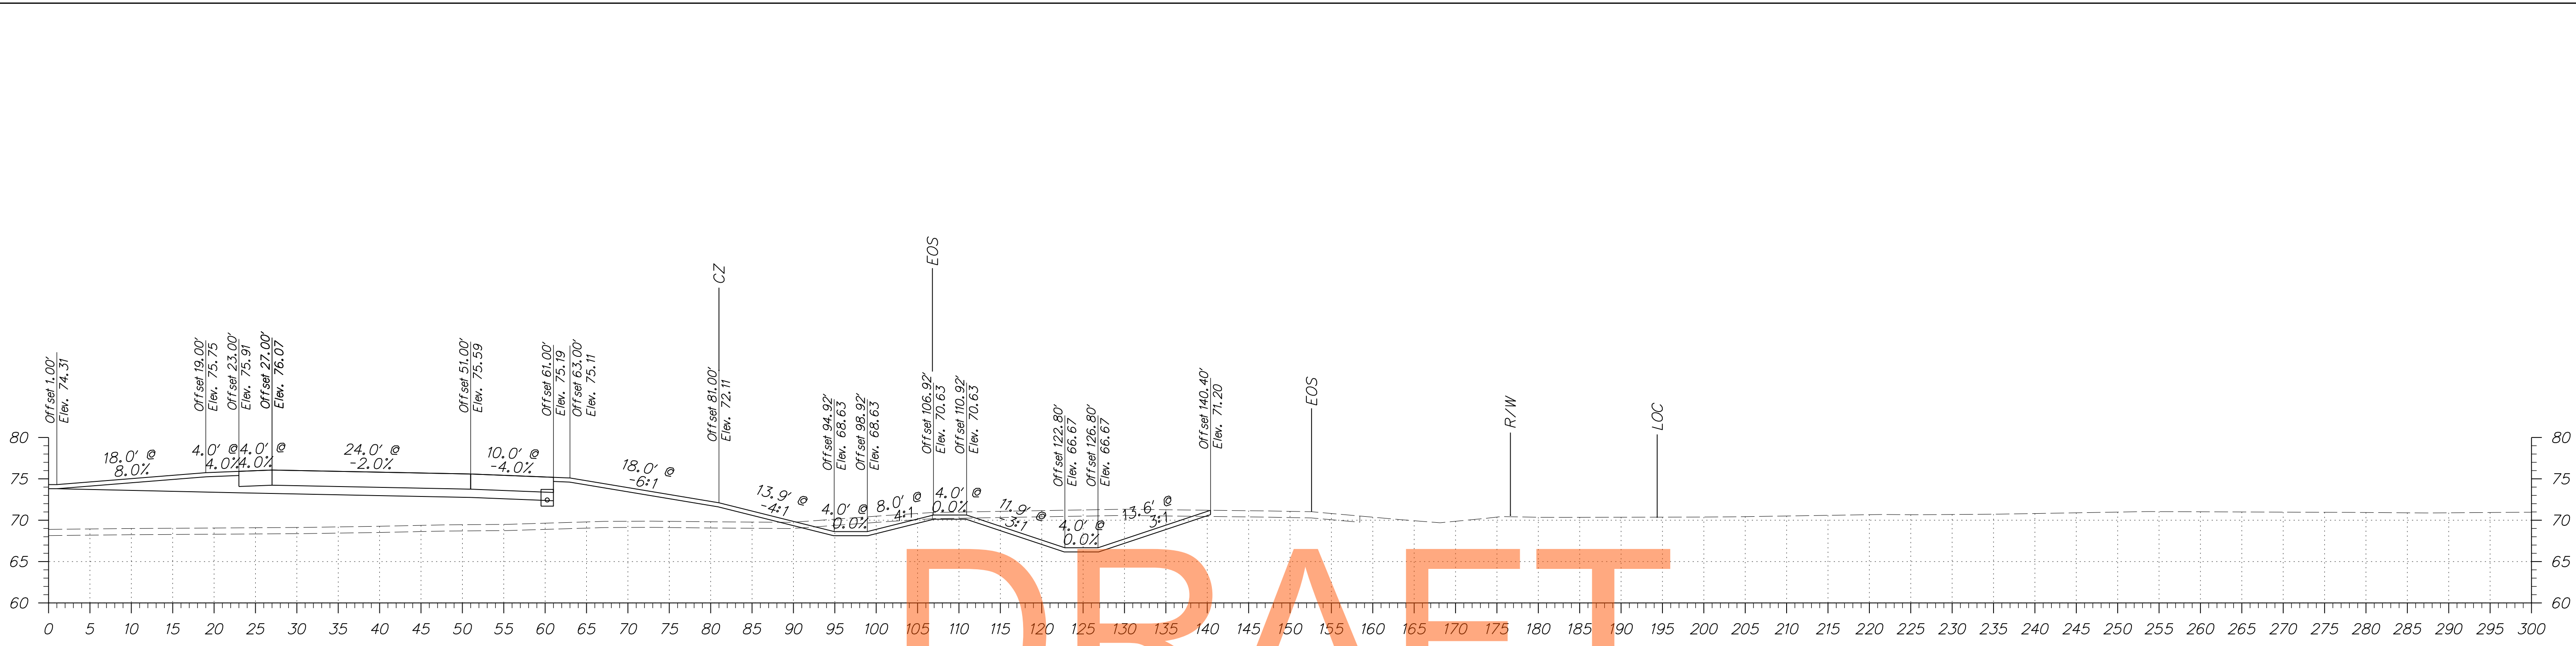 EOS
CZ
Offset 1.00'
Elev. 74.31
Offset 19.00'
Elev. 75.75
Offset 23.00'
Elev. 75.91
Offset 27.00'
Elev. 76.07
Offset 51.00'
Elev. 75.59
Offset 61.00'
Elev. 75.19
Offset 63.00'
Elev. 75.11
Offset 81.00'
Elev. 72.11
Offset 94.92'
Elev. 68.63
Offset 98.92'
Elev. 68.63
Offset 106.92'
Elev. 70.63
Offset 110.92'
Elev. 70.63
Offset 122.80'
Elev. 66.67
Offset 126.80'
Elev. 66.67
Offset 140.40'
Elev. 71.20
EOS
R/W
LOC
18.0' @
8.0%
4.0' @
4.0%
4.0' @
4.0%
24.0' @
-2.0%
10.0' @
-4.0%
18.0' @
-6:1
13.9' @
-4:1
4.0' @
0.0%
8.0' @
4:1
4.0' @
0.0%
11.9' @
-3:1
4.0' @
0.0%
13.6' @
3:1
80
75
70
65
60
80
75
70
65
60
0 5 10 15 20 25 30 35 40 45 50 55 60 65 70 75 80 85 90 95 100 105 110 115 120 125 130 135 140 145 150 155 160 165 170 175 180 185 190 195 200 205 210 215 220 225 230 235 240 245 250 255 260 265 270 275 280 285 290 295 300
DRAFT